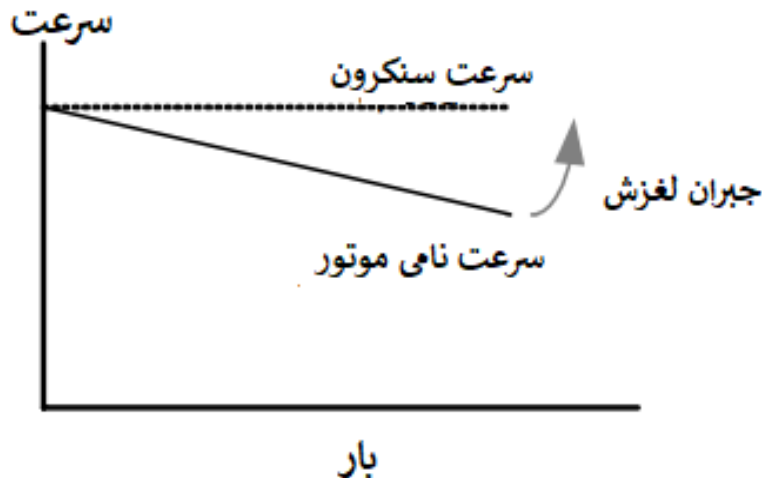 سرعت
سرعت سنکرون
جبران لغزش
سرعت نامی موتور
بار